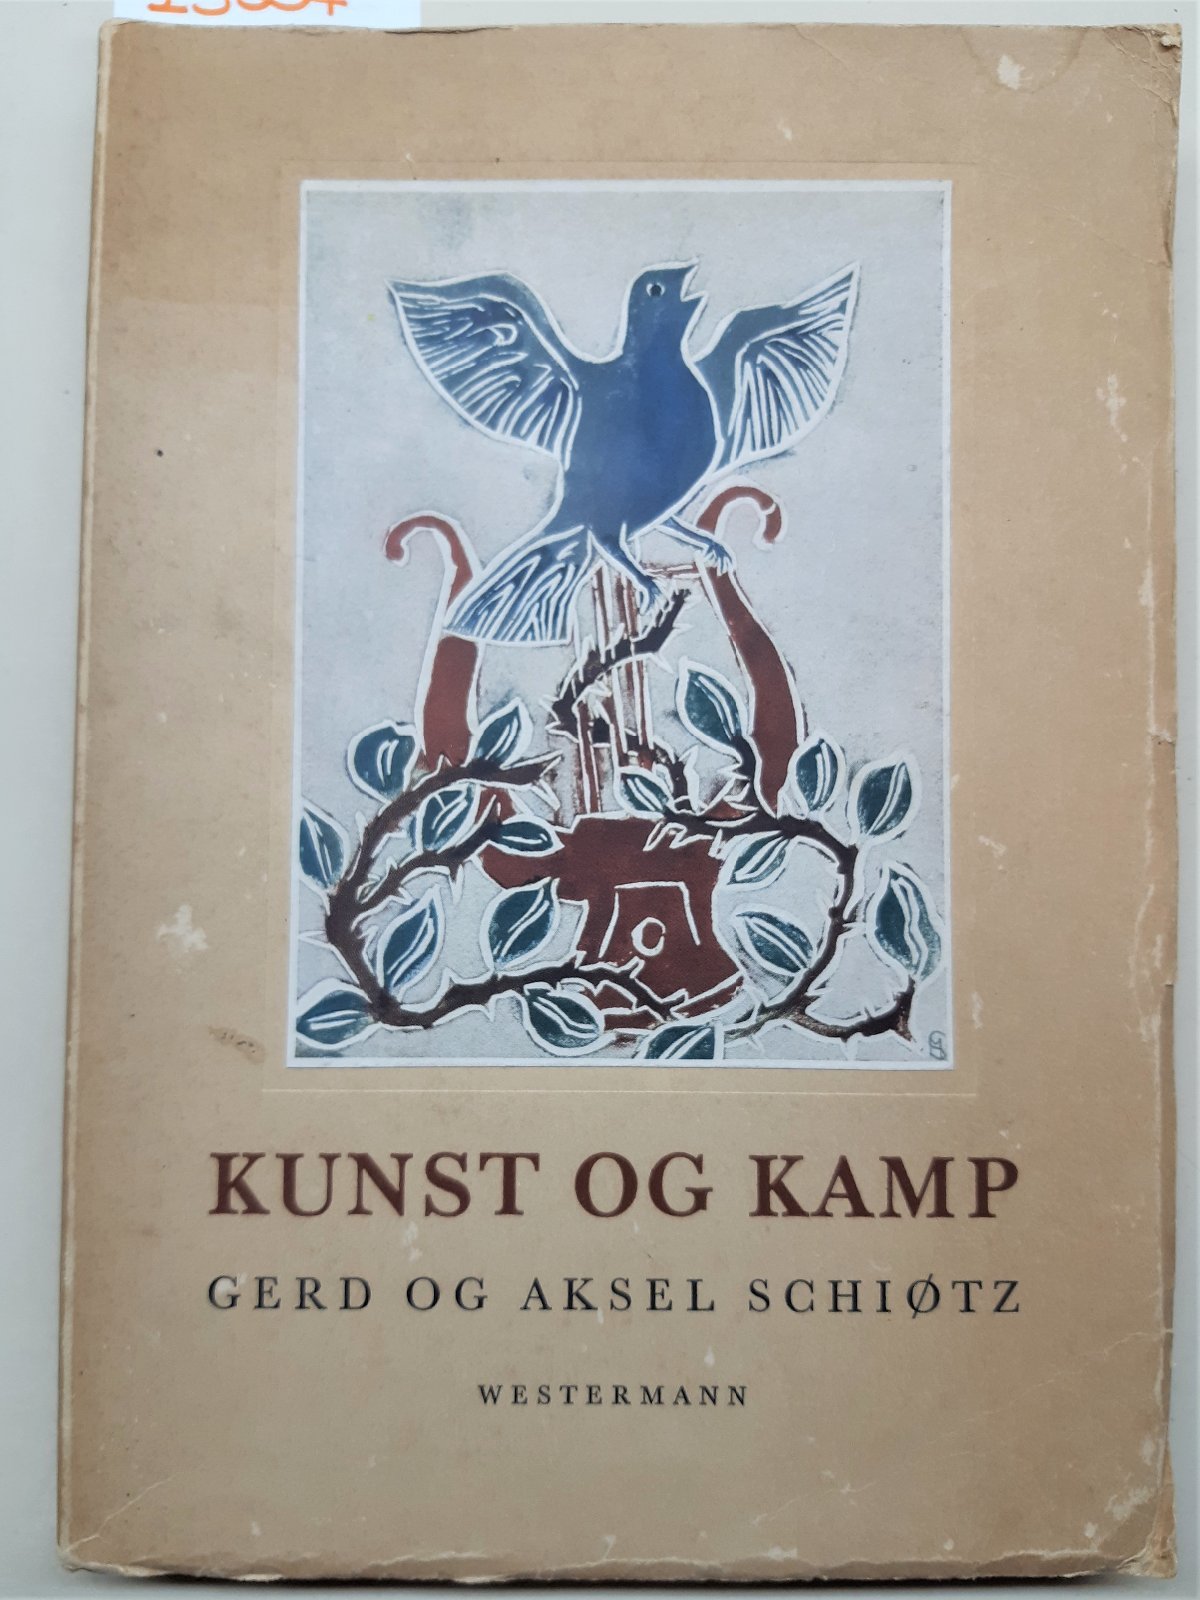 KUNST OG KAMP
GERD OG AKSEL SCHIØTZ
WESTERMANN